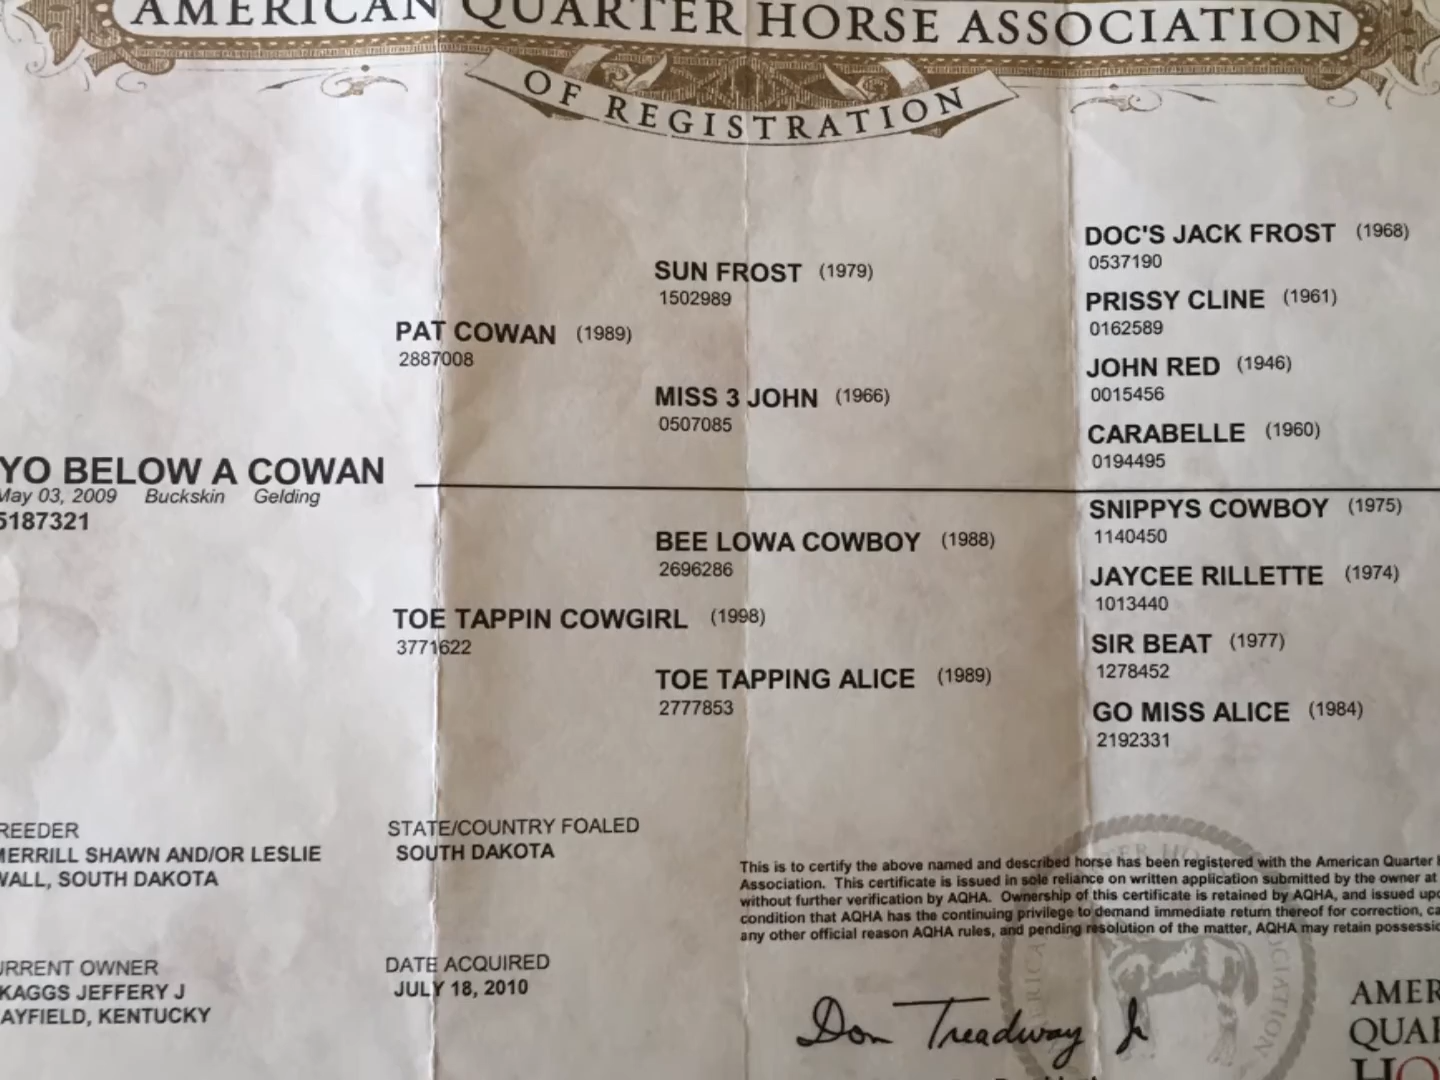 AMERICAN QUARTER HORSE ASSOCIATION
OF REGISTRATION
DOC'S JACK FROST (1968)
0537190
SUN FROST (1979)
1502989
PRISSY CLINE (1961)
0162589
PAT COWAN (1989)
2887008
JOHN RED (1946)
0015456
MISS 3 JOHN (1966)
0507085
CARABELLE (1960)
0194495
YO BELOW A COWAN
May 03, 2009 Buckskin Gelding
5187321
SNIPPYS COWBOY (1975)
1140450
BEE LOWA COWBOY (1988)
2696286
JAYCEE RILLETTE (1974)
1013440
TOE TAPPIN COWGIRL (1998)
3771622
SIR BEAT (1977)
1278452
TOE TAPPING ALICE (1989)
2777853
GO MISS ALICE (1984)
2192331
REEDER
MERRILL SHAWN AND/OR LESLIE
WALL, SOUTH DAKOTA
STATE/COUNTRY FOALED
SOUTH DAKOTA
URRENT OWNER
KAGGS JEFFERY J
AYFIELD, KENTUCKY
DATE ACQUIRED
JULY 18, 2010
This is to certify the above named and described horse has been registered with the American Quarter
Association. This certificate is issued in sole reliance on written application submitted by the owner at
without further verification by AQHA. Ownership of this certificate is retained by AQHA, and issued upo
condition that AQHA has the continuing privilege to demand immediate return thereof for correction, ca
any other official reason AQHA rules, and pending resolution of the matter, AQHA may retain possessio
Don Treadway Jr
AMER
QUAR
HO